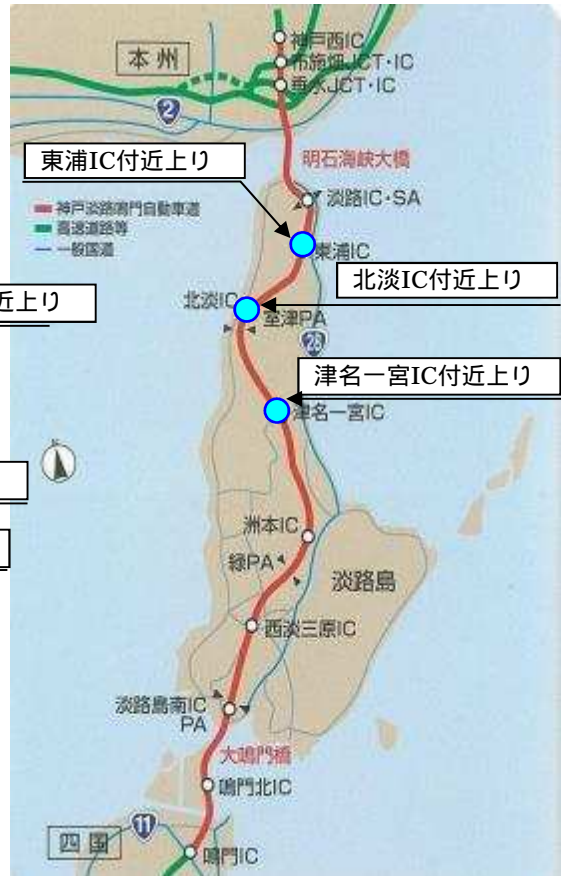 神戸西IC
布施畑JCT・IC
垂水JCT・IC
本州
2
東浦IC付近上り
明石海峡大橋
淡路IC・SA
神戸淡路鳴門自動車道
高速道路等
一般国道
東浦IC
北淡IC付近上り
近上り
北淡IC
室津PA
28
津名一宮IC付近上り
津名一宮IC
洲本IC
緑PA
淡路島
西淡三原IC
淡路島南IC
PA
大鳴門橋
鳴門北IC
11
四国
鳴門IC